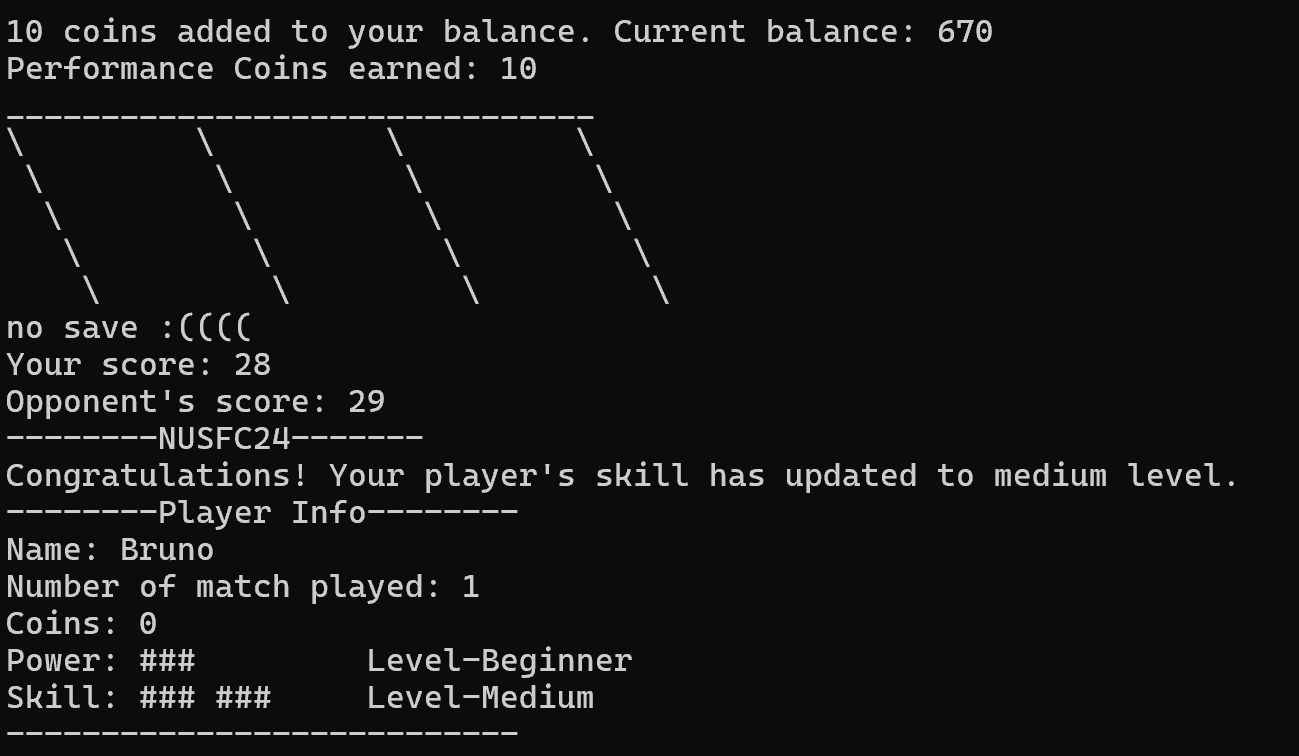 10 coins added to your balance. Current balance: 670
Performance Coins earned: 10
_______________________________
\         \         \         \
 \         \         \         \
  \         \         \         \
   \         \         \         \
    \         \         \         \
no save :((((
Your score: 28
Opponent's score: 29
--------NUSFC24-------
Congratulations! Your player's skill has updated to medium level.
--------Player Info--------
Name: Bruno
Number of match played: 1
Coins: 0
Power: ###         Level-Beginner
Skill: ### ###     Level-Medium
---------------------------